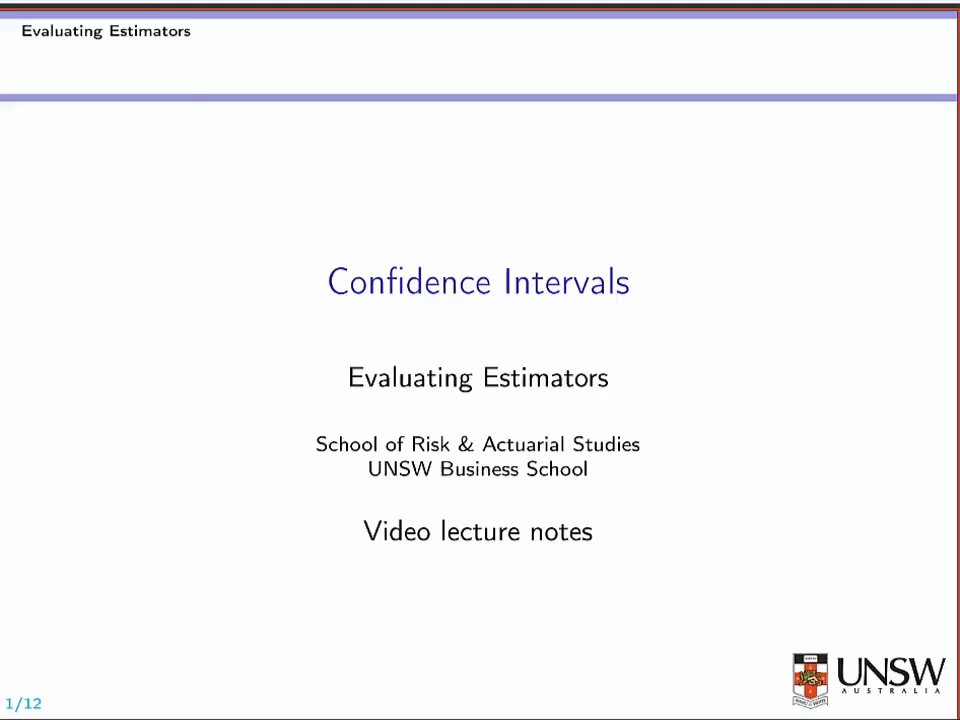 Evaluating Estimators
Confidence Intervals
Evaluating Estimators
School of Risk & Actuarial Studies
UNSW Business School
Video lecture notes
UNSW
AUSTRALIA
1/12